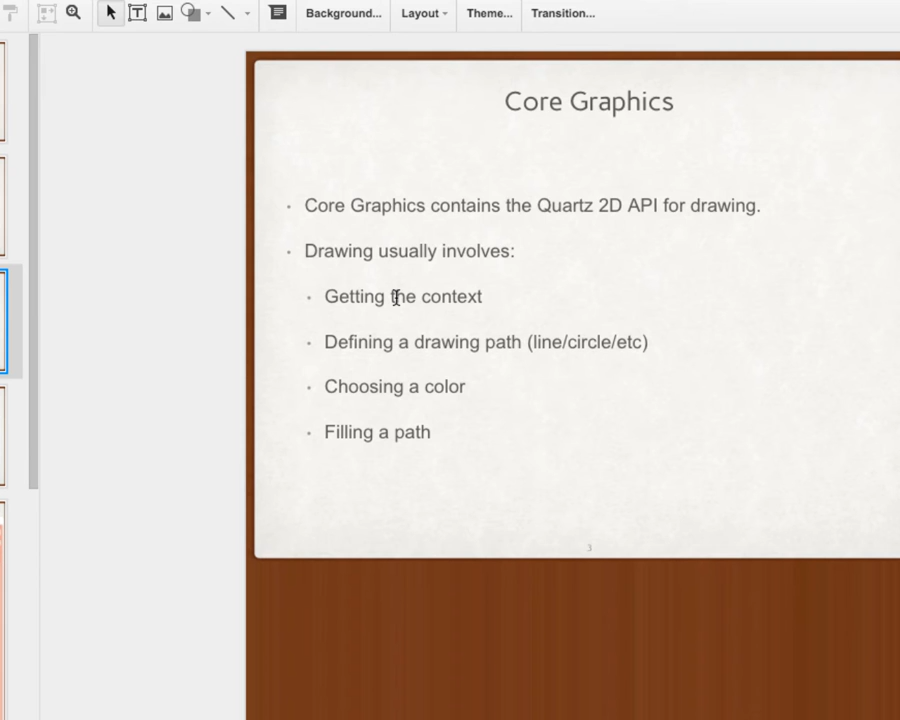 Background... Layout Theme... Transition...
Core Graphics
Core Graphics contains the Quartz 2D API for drawing.
Drawing usually involves:
Getting the context
Defining a drawing path (line/circle/etc)
Choosing a color
Filling a path
3